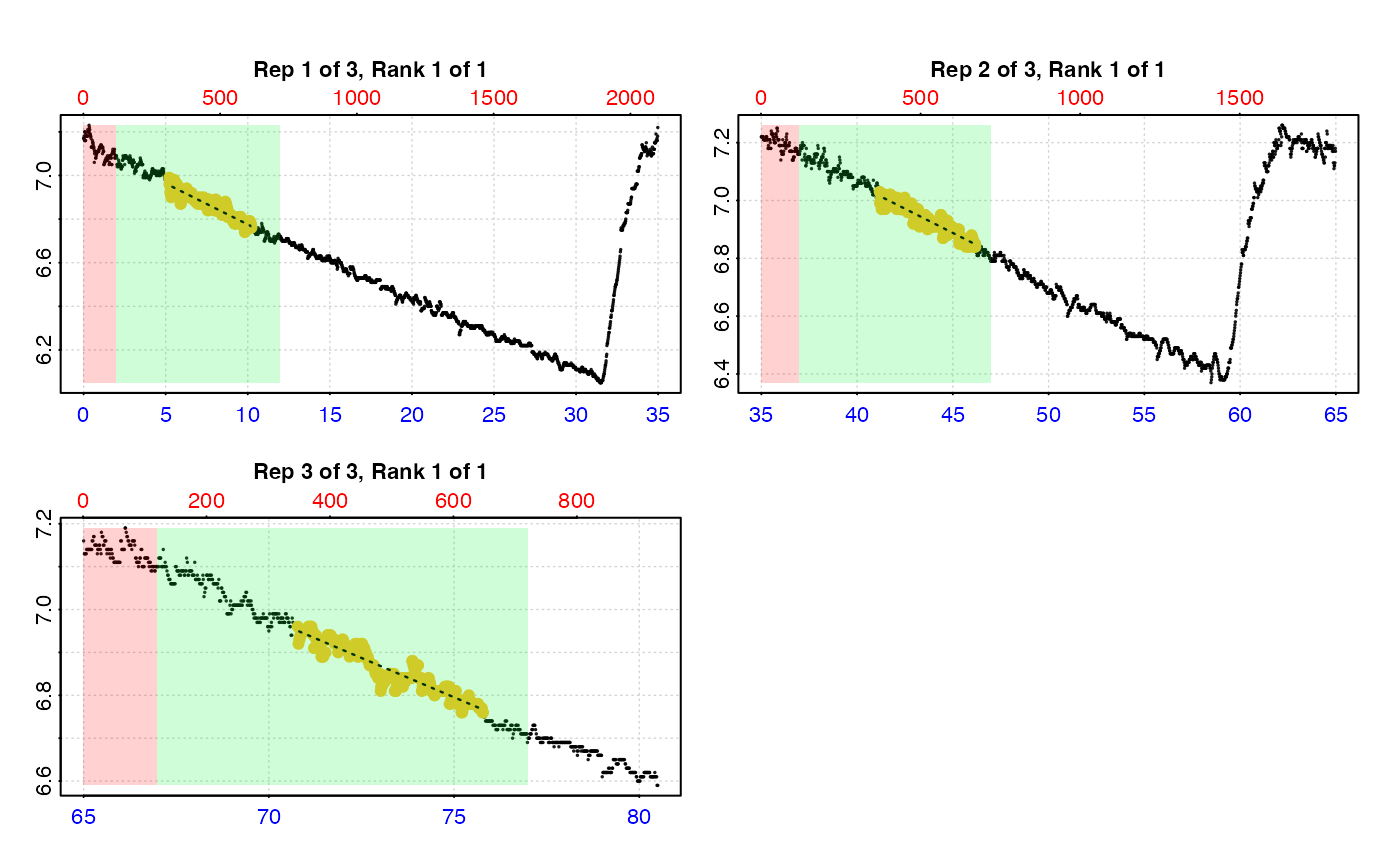 Rep 1 of 3, Rank 1 of 1
0 500 1000 1500 2000
7.0
6.6
6.2
0 5 10 15 20 25 30 35
Rep 2 of 3, Rank 1 of 1
0 500 1000 1500
7.2
7.0
6.8
6.6
6.4
35 40 45 50 55 60 65
Rep 3 of 3, Rank 1 of 1
0 200 400 600 800
7.2
7.0
6.8
6.6
65 70 75 80